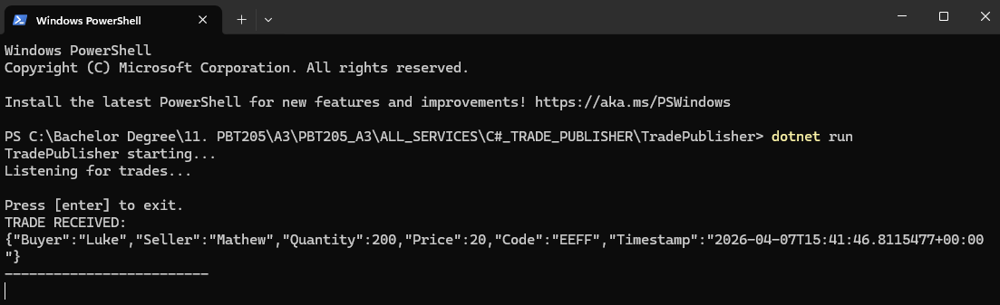 Windows PowerShell
Windows PowerShell
Copyright (C) Microsoft Corporation. All rights reserved.
Install the latest PowerShell for new features and improvements! https://aka.ms/PSWindows
PS C:\Bachelor Degree\11. PBT205\A3\PBT205_A3\ALL_SERVICES\C#_TRADE_PUBLISHER\TradePublisher> dotnet run
TradePublisher starting...
Listening for trades...
Press [enter] to exit.
TRADE RECEIVED:
{"Buyer":"Luke","Seller":"Mathew","Quantity":200,"Price":20,"Code":"EEFF","Timestamp":"2026-04-07T15:41:46.8115477+00:00
"}
-------------------------